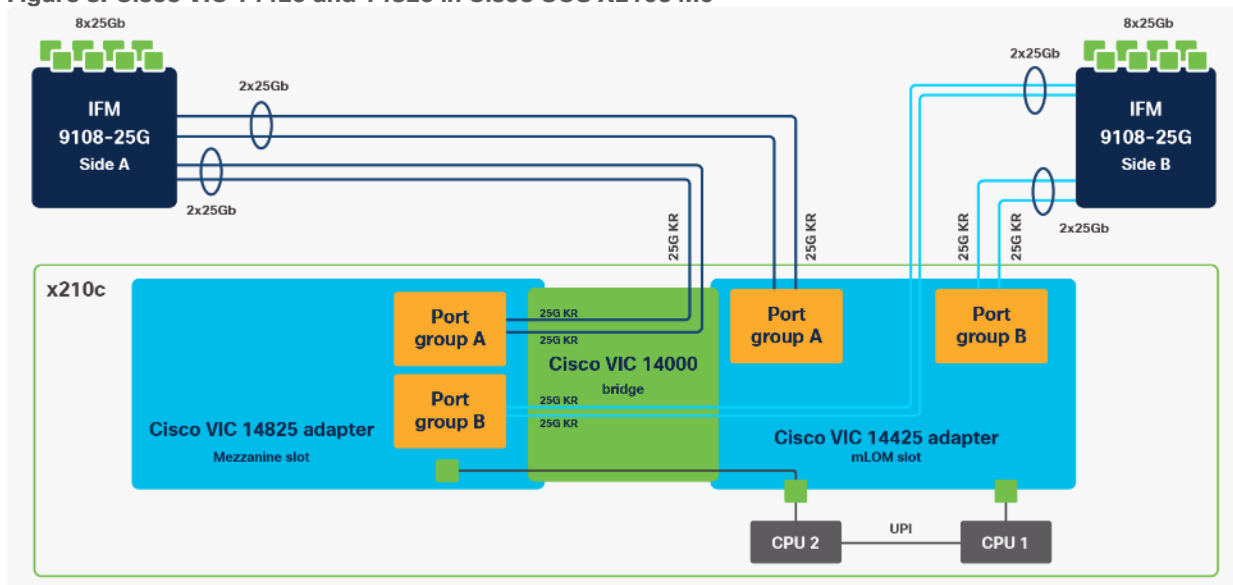 8x25Gb
8x25Gb
2x25Gb
2x25Gb
IFM
9108-25G
Side A
IFM
9108-25G
Side B
2x25Gb
2x25Gb
25G KR
25G KR
25G KR
25G KR
x210c
Port
group A
25G KR
25G KR
Cisco VIC 14000
bridge
Port
group A
Port
group B
Port
group B
25G KR
25G KR
Cisco VIC 14825 adapter
Mezzanine slot
Cisco VIC 14425 adapter
mLOM slot
CPU 2
UPI
CPU 1